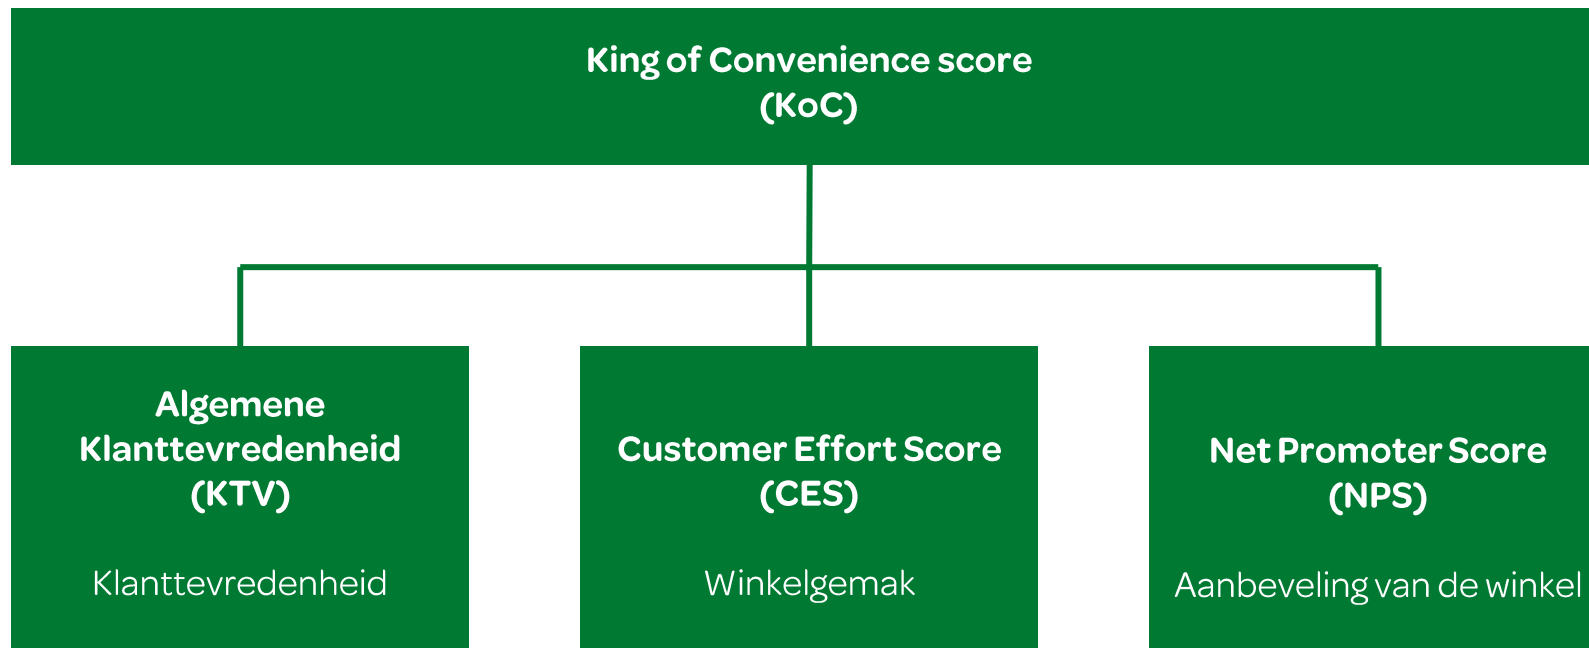 King of Convenience score
(KoC)
Algemene
Klanttevredenheid
(KTV)
Klanttevredenheid
Customer Effort Score
(CES)
Winkelgemak
Net Promoter Score
(NPS)
Aanbeveling van de winkel